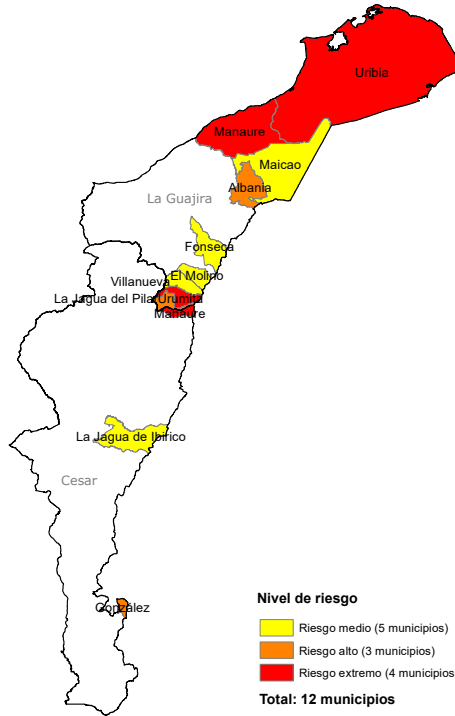 Uribia
Manaure
Maicao
Albania
La Guajira
Fonseca
El Molino
Villanueva
La Jagua del Pilar
Urumita
Manaure
La Jagua de Ibirico
Cesar
González
Nivel de riesgo
Riesgo medio (5 municipios)
Riesgo alto (3 municipios)
Riesgo extremo (4 municipios
Total: 12 municipios